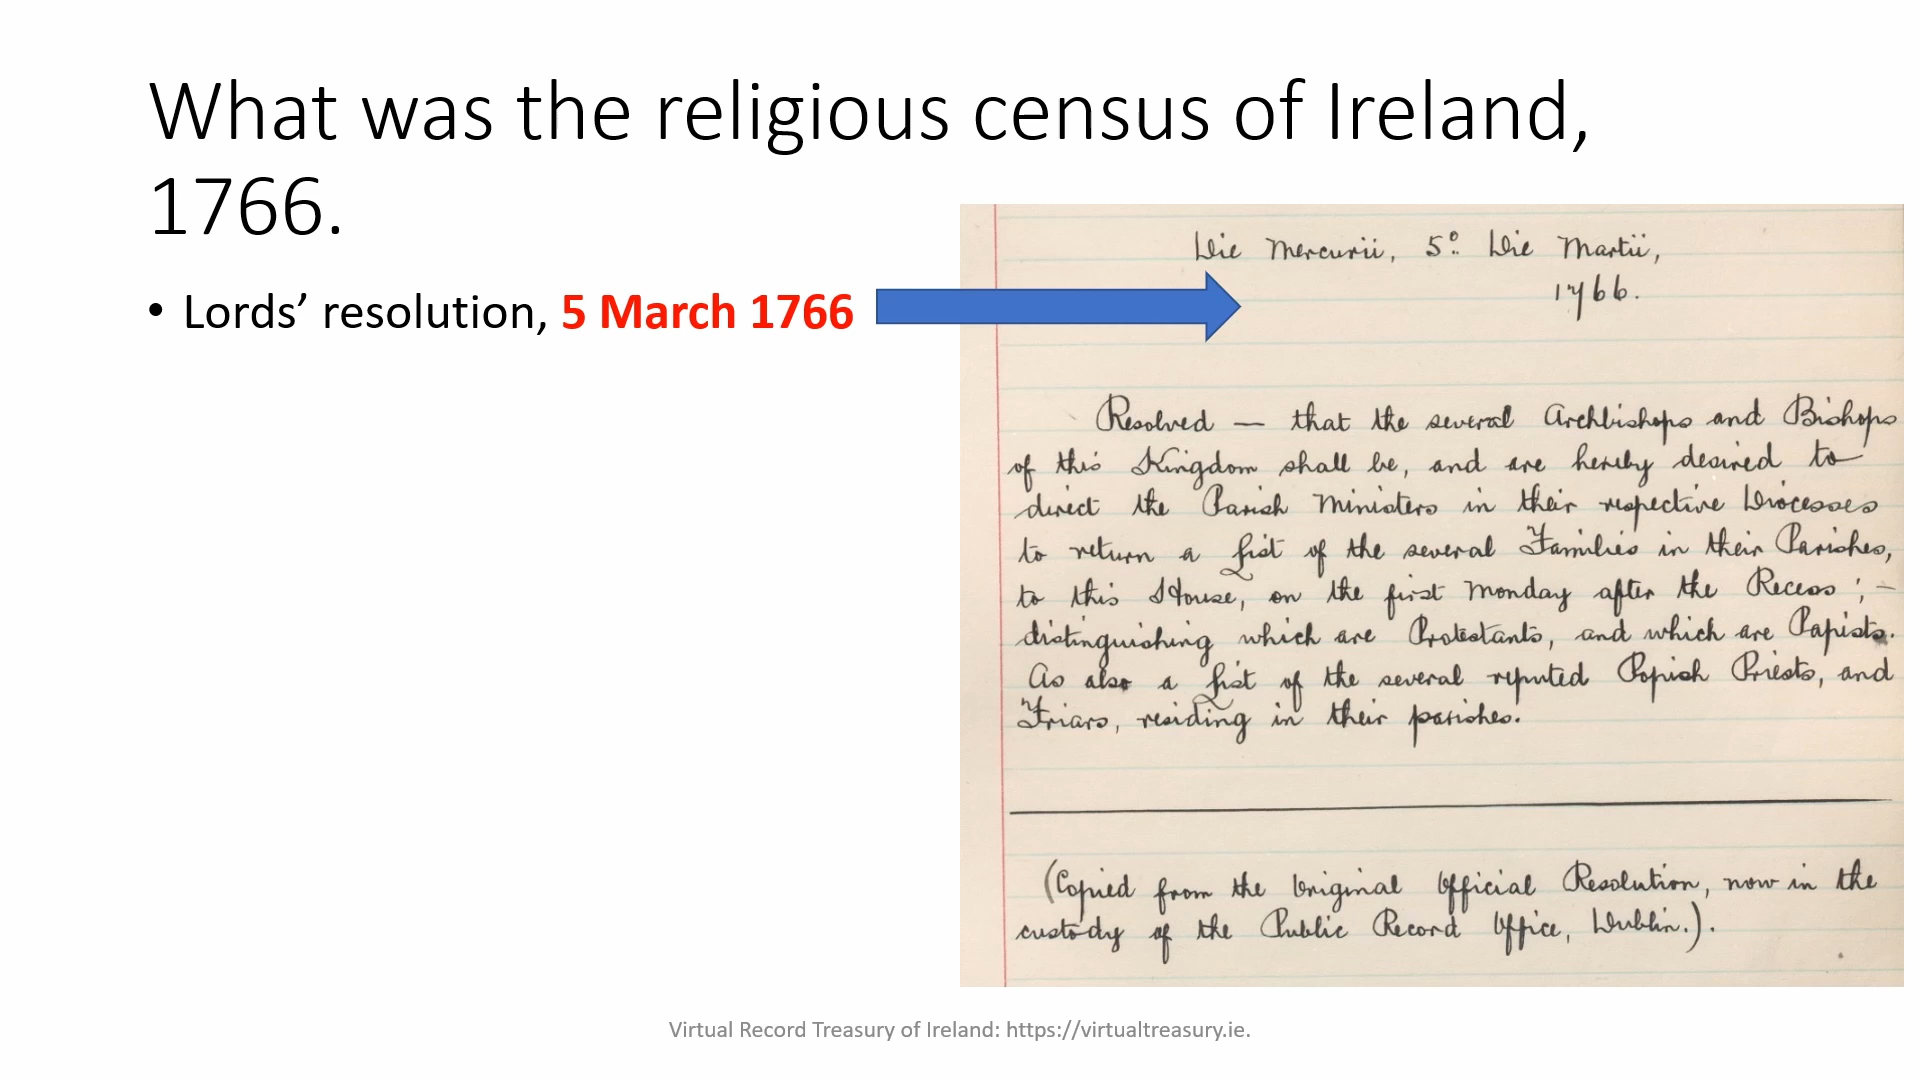 What was the religious census of Ireland,
1766.
• Lords’ resolution, 5 March 1766
Die Mercurii, 5º Die Martii,
1766.
Resolved — that the several Archbishops and Bishops
of this Kingdom shall be, and are hereby desired to
direct the Parish Ministers in their respective Diocesses
to return a List of the several Families in their Parishes,
to this House, on the first Monday after the Recess; —
distinguishing which are Protestants, and which are Papists.
As also a List of the several reputed Popish Priests, and
Friars, residing in their parishes.
(Copied from the Original Official Resolution, now in the
custody of the Public Record Office, Dublin.).
Virtual Record Treasury of Ireland: https://virtualtreasury.ie.